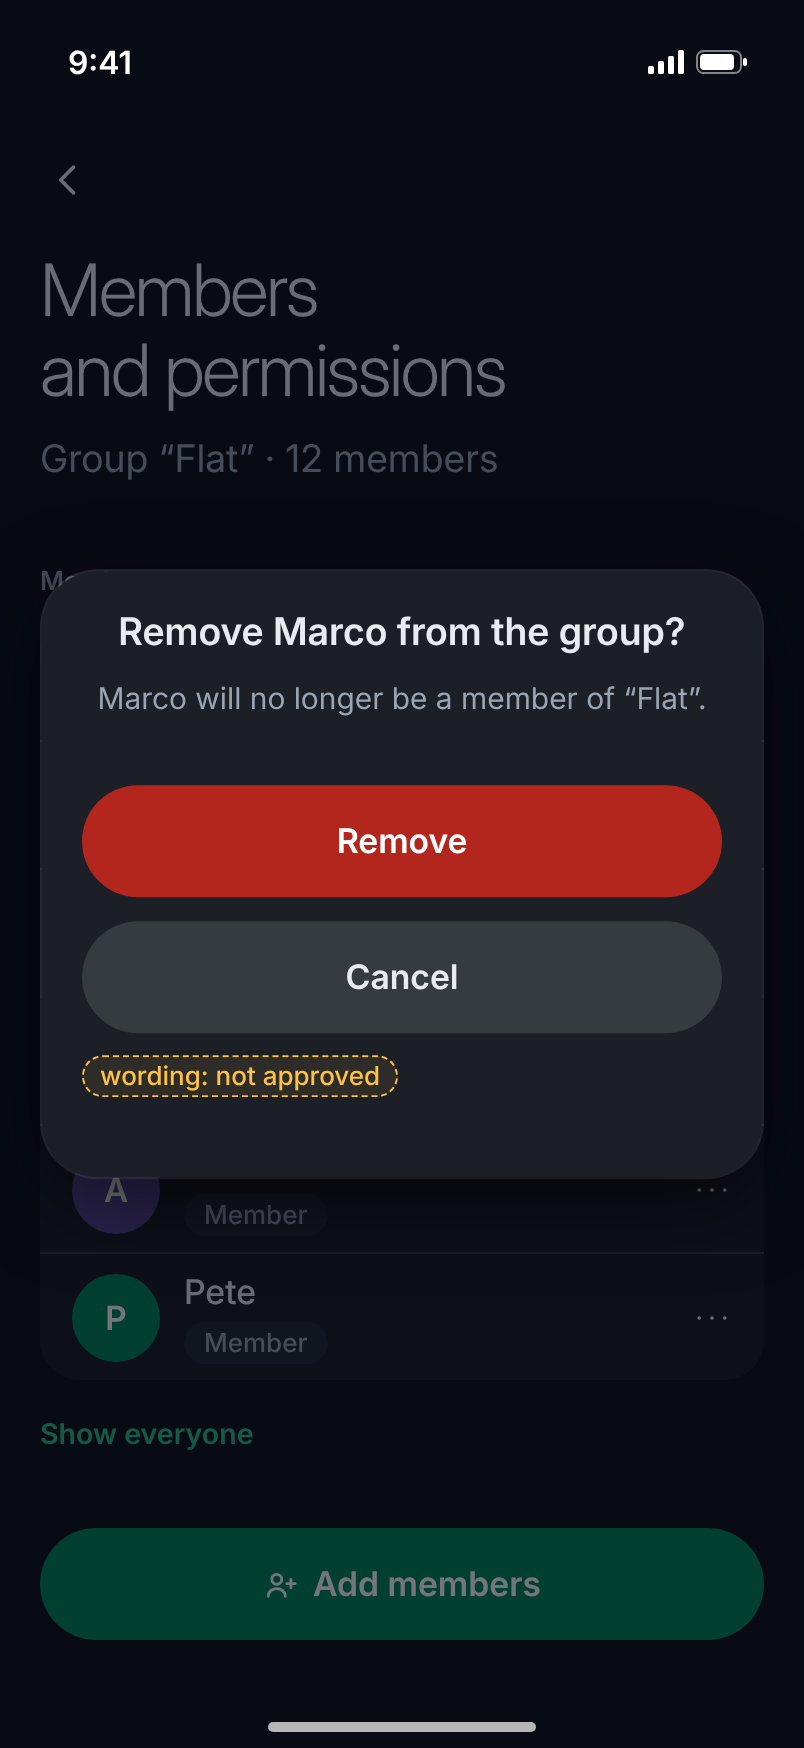 9:41
Members
and permissions
Group “Flat” · 12 members
Remove Marco from the group?
Marco will no longer be a member of “Flat”.
Remove
Cancel
wording: not approved
A
Member
P
Pete
Member
Show everyone
Add members